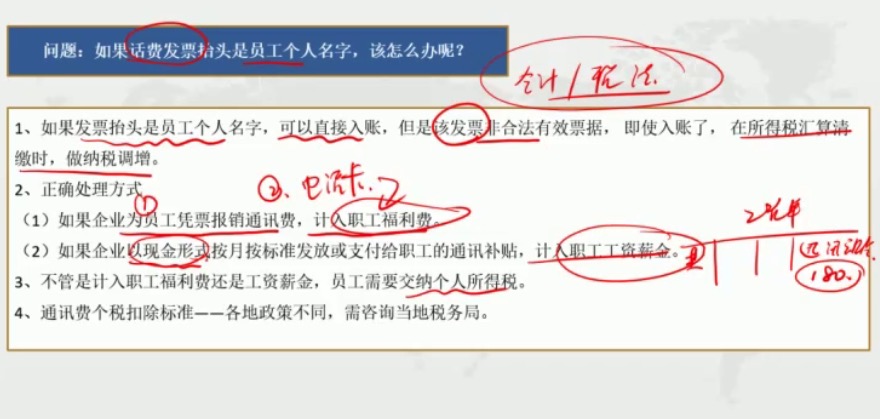 问题：如果话费发票抬头是员工个人名字，该怎么办呢？
会计/税法
1、如果发票抬头是员工个人名字，可以直接入账，但是该发票非合法有效票据， 即使入账了， 在所得税汇算清
缴时，做纳税调增。
2、正确处理方式
②、电话卡.
①
（1）如果企业为员工凭票报销通讯费，计入职工福利费。
（2）如果企业以现金形式按月按标准发放或支付给职工的通讯补贴，计入职工工资薪金。
工资单
180.
3、不管是计入职工福利费还是工资薪金，员工需要交纳个人所得税。
4、通讯费个税扣除标准——各地政策不同，需咨询当地税务局。